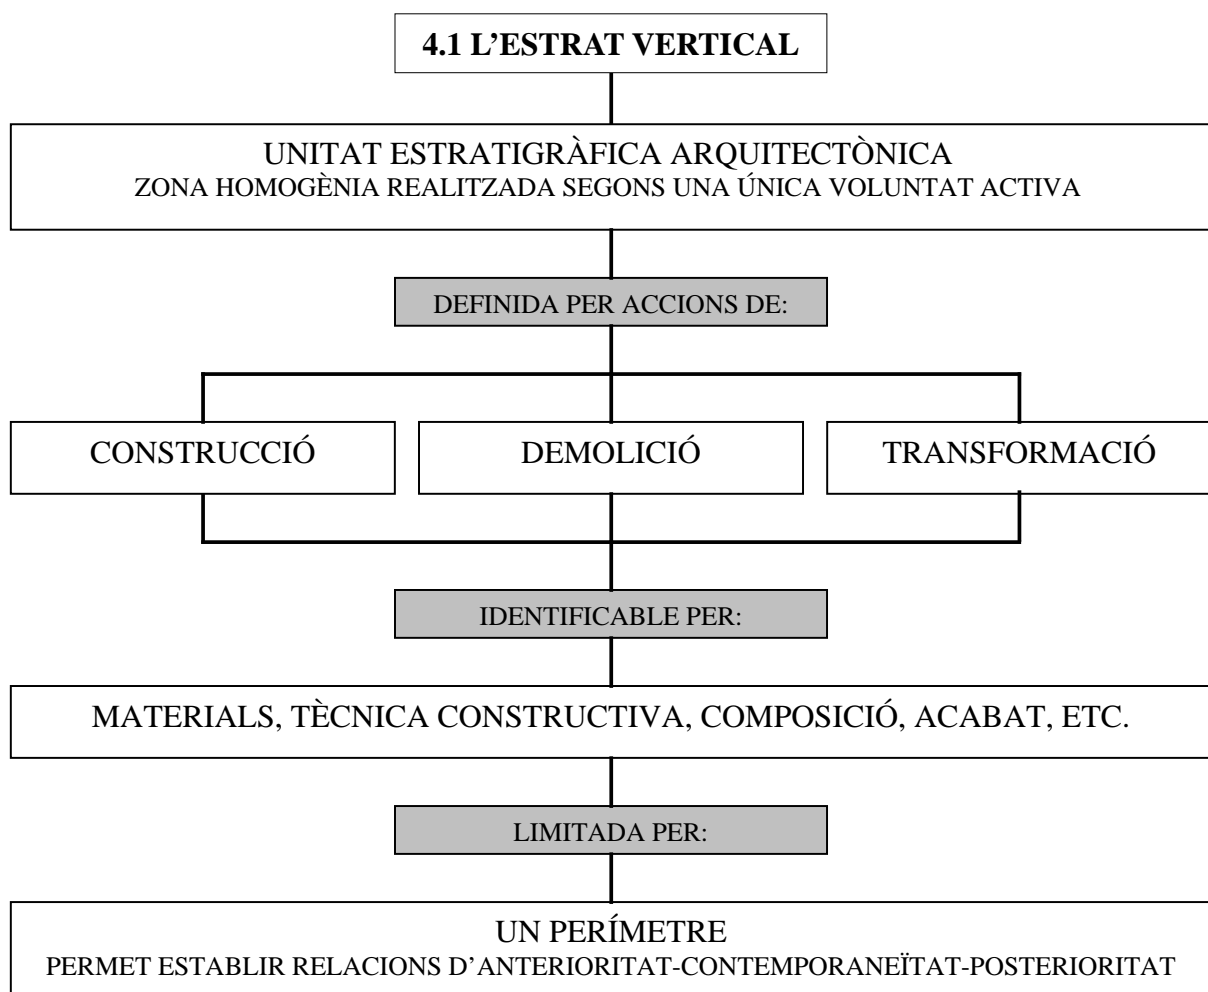 4.1 L’ESTRAT VERTICAL
UNITAT ESTRATIGRÀFICA ARQUITECTÒNICA
ZONA HOMOGÈNIA REALITZADA SEGONS UNA ÚNICA VOLUNTAT ACTIVA
DEFINIDA PER ACCIONS DE:
CONSTRUCCIÓ
DEMOLICIÓ
TRANSFORMACIÓ
IDENTIFICABLE PER:
MATERIALS, TÈCNICA CONSTRUCTIVA, COMPOSICIÓ, ACABAT, ETC.
LIMITADA PER:
UN PERÍMETRE
PERMET ESTABLIR RELACIONS D’ANTERIORITAT-CONTEMPORANEÏTAT-POSTERIORITAT